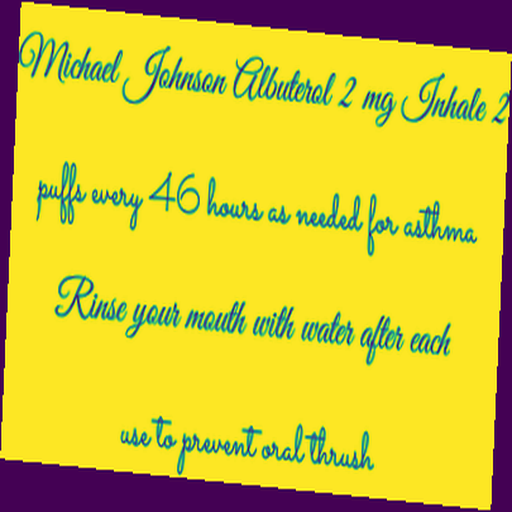 Michael Johnson Albuterol 2 mg Inhale 2
puffs every 46 hours as needed for asthma
Rinse your mouth with water after each
use to prevent oral thrush